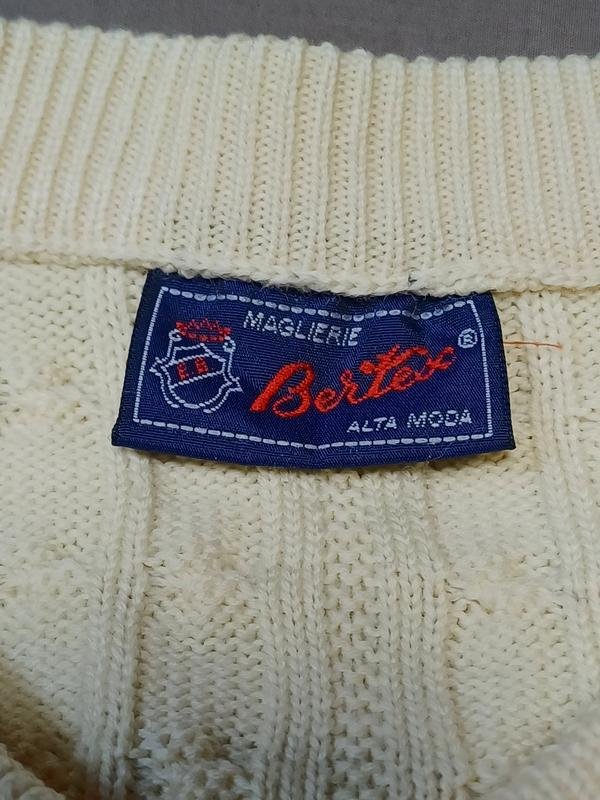 MAGLIERIE
E.B.
Bertex ®
ALTA MODA